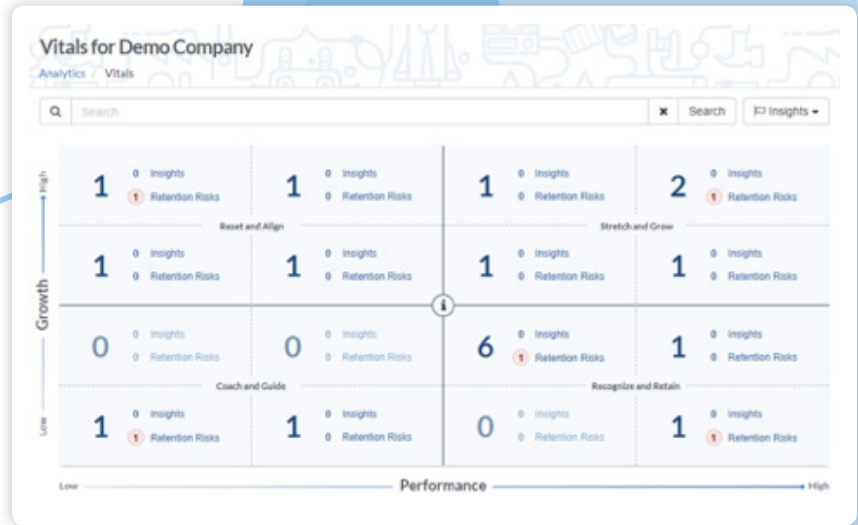 Vitals for Demo Company
Analytics / Vitals
Search × Search Insights
High
1 0 Insights 1 0 Insights 1 0 Insights 2 0 Insights
1 Retention Risks 0 Retention Risks 0 Retention Risks 1 Retention Risks
Reset and Align Stretch and Grow
1 0 Insights 1 0 Insights 1 0 Insights 1 0 Insights
0 Retention Risks 0 Retention Risks 0 Retention Risks 0 Retention Risks
Growth
i
0 0 Insights 0 0 Insights 6 0 Insights 1 0 Insights
0 Retention Risks 0 Retention Risks 1 Retention Risks 0 Retention Risks
Coach and Guide Recognize and Retain
1 0 Insights 1 0 Insights 0 0 Insights 1 0 Insights
1 Retention Risks 0 Retention Risks 0 Retention Risks 1 Retention Risks
Low
Low Performance High